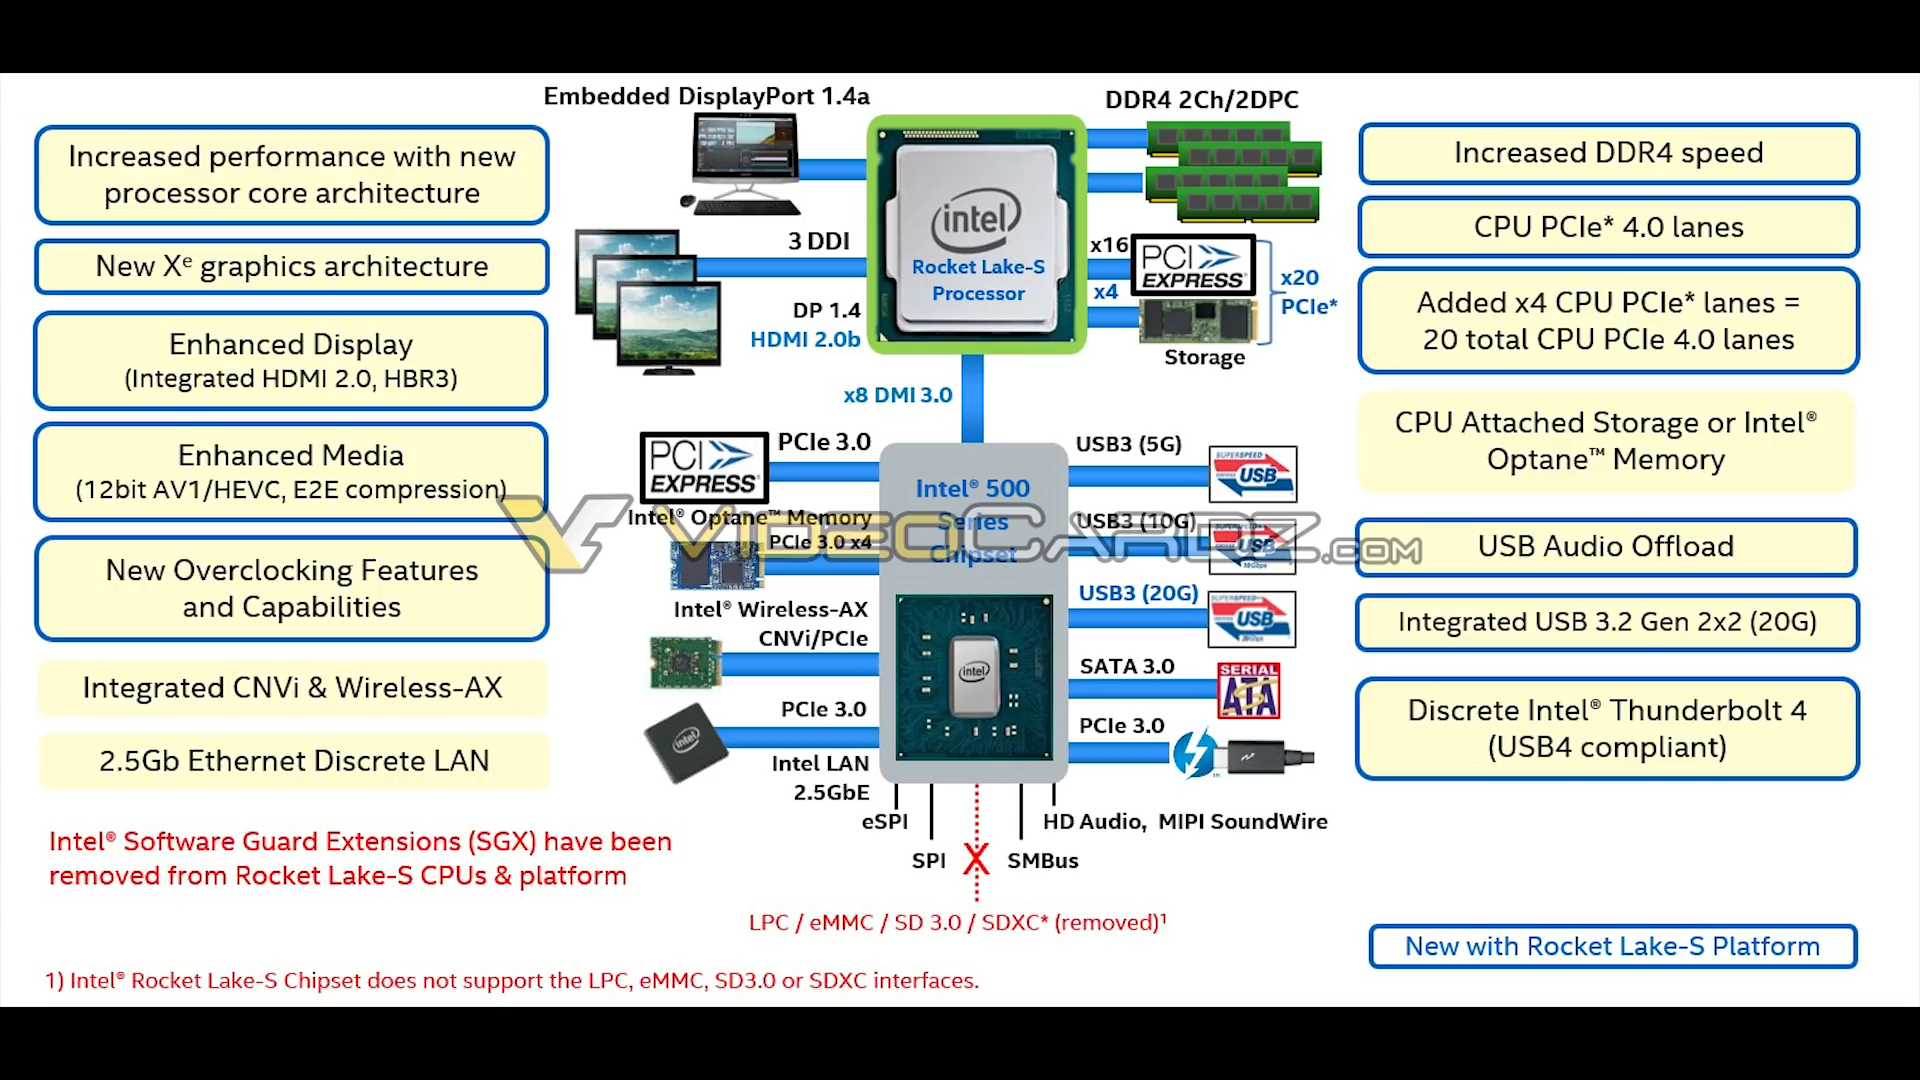 Embedded DisplayPort 1.4a
DDR4 2Ch/2DPC
Increased performance with new
processor core architecture
New Xᵉ graphics architecture
Enhanced Display
(Integrated HDMI 2.0, HBR3)
Enhanced Media
(12bit AV1/HEVC, E2E compression)
New Overclocking Features
and Capabilities
Integrated CNVi & Wireless-AX
2.5Gb Ethernet Discrete LAN
Intel® Software Guard Extensions (SGX) have been
removed from Rocket Lake-S CPUs & platform
3 DDI
DP 1.4
HDMI 2.0b
intel
Rocket Lake-S
Processor
x16
PCI
EXPRESS®
x4
x20
PCIe*
Storage
x8 DMI 3.0
PCI
EXPRESS®
PCIe 3.0
Intel® Optane™ Memory
PCIe 3.0 x4
Intel® Wireless-AX
CNVi/PCIe
PCIe 3.0
intel
Intel LAN
2.5GbE
Intel® 500
Series
Chipset
intel
USB3 (5G)
SUPERSPEED
USB
USB3 (10G)
SUPERSPEED
USB
10Gbps
USB3 (20G)
SUPERSPEED
USB
SATA 3.0
SERIAL
ATA
PCIe 3.0
eSPI
HD Audio, MIPI SoundWire
SPI
X
SMBus
LPC / eMMC / SD 3.0 / SDXC* (removed)¹
Increased DDR4 speed
CPU PCIe* 4.0 lanes
Added x4 CPU PCIe* lanes =
20 total CPU PCIe 4.0 lanes
CPU Attached Storage or Intel®
Optane™ Memory
USB Audio Offload
Integrated USB 3.2 Gen 2x2 (20G)
Discrete Intel® Thunderbolt 4
(USB4 compliant)
New with Rocket Lake-S Platform
VIDEOCARDZ.COM
1) Intel® Rocket Lake-S Chipset does not support the LPC, eMMC, SD3.0 or SDXC interfaces.